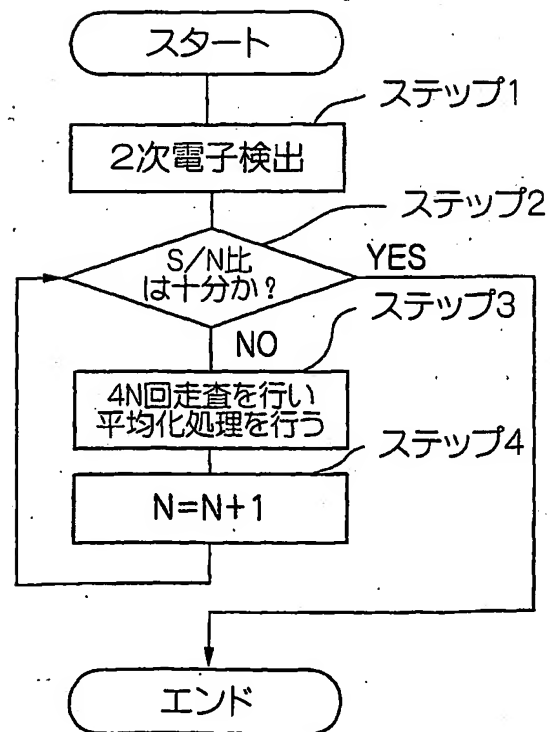 スタート
ステップ1
2次電子検出
ステップ2
S/N比
は十分か?
YES
ステップ3
NO
4N回走査を行い
平均化処理を行う
ステップ4
N=N+1
エンド